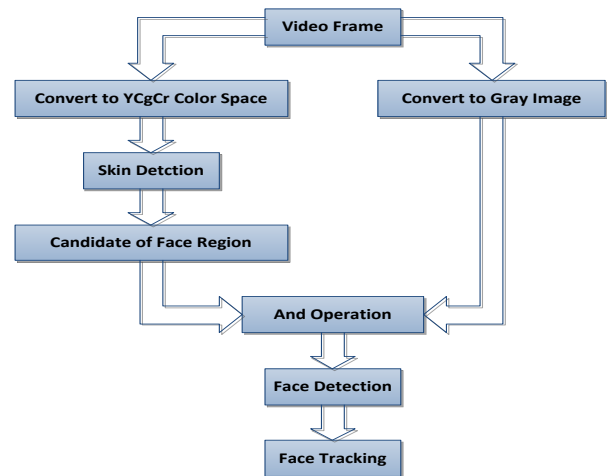 Video Frame
Convert to YCgCr Color Space
Convert to Gray Image
Skin Detction
Candidate of Face Region
And Operation
Face Detection
Face Tracking